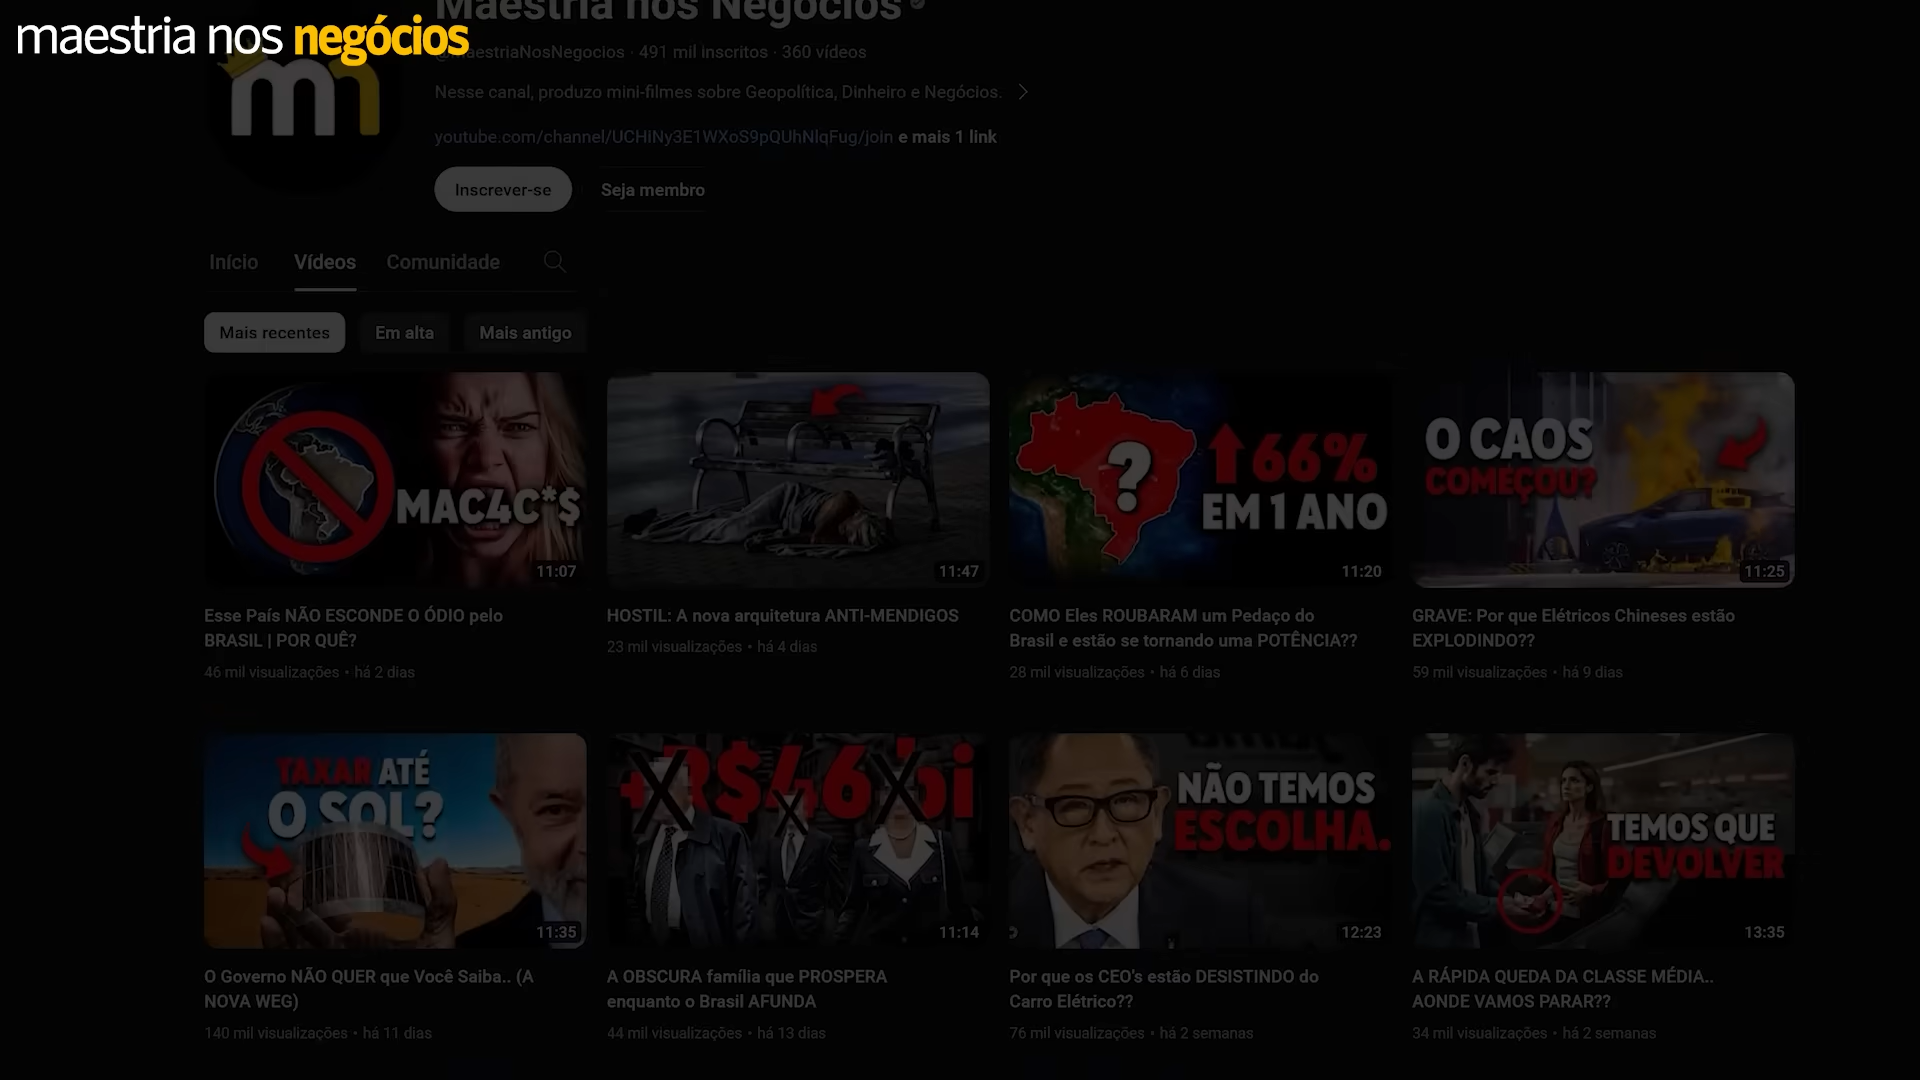 maestria nos negócios
Maestria nos Negócios
@MaestriaNosNegocios · 491 mil inscritos · 360 vídeos
Nesse canal, produzo mini-filmes sobre Geopolítica, Dinheiro e Negócios.
youtube.com/channel/UCHiNy3E1WXoS9pQUhNlqFug/join e mais 1 link
Inscrever-se
Seja membro
Início
Vídeos
Comunidade
Mais recentes
Em alta
Mais antigo
MAC4C*$
11:07
11:47
?
66%
EM 1 ANO
11:20
O CAOS
COMEÇOU?
11:25
Esse País NÃO ESCONDE O ÓDIO pelo
BRASIL | POR QUÊ?
46 mil visualizações • há 2 dias
HOSTIL: A nova arquitetura ANTI-MENDIGOS
23 mil visualizações • há 4 dias
COMO Eles ROUBARAM um Pedaço do
Brasil e estão se tornando uma POTÊNCIA??
28 mil visualizações • há 6 dias
GRAVE: Por que Elétricos Chineses estão
EXPLODINDO??
59 mil visualizações • há 9 dias
TAXAR ATÉ
O SOL?
11:35
+R$46bi
11:14
NÃO TEMOS
ESCOLHA.
12:23
TEMOS QUE
DEVOLVER
13:35
O Governo NÃO QUER que Você Saiba.. (A
NOVA WEG)
140 mil visualizações • há 11 dias
A OBSCURA família que PROSPERA
enquanto o Brasil AFUNDA
44 mil visualizações • há 13 dias
Por que os CEO's estão DESISTINDO do
Carro Elétrico??
76 mil visualizações • há 2 semanas
A RÁPIDA QUEDA DA CLASSE MÉDIA..
AONDE VAMOS PARAR??
34 mil visualizações • há 2 semanas